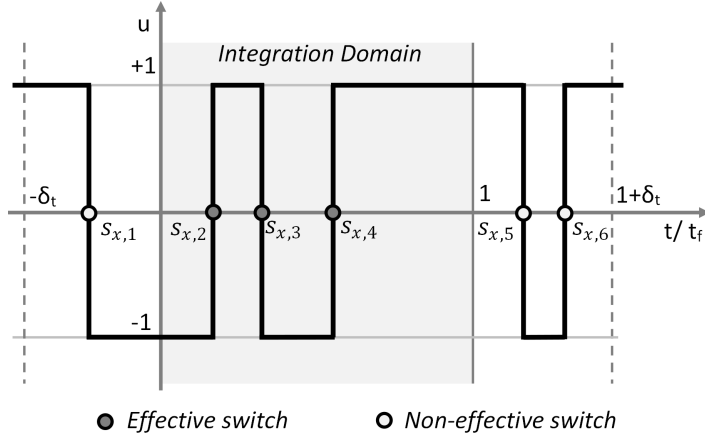 u
Integration Domain
+1
-δt
1
1+δt
sx,1
sx,2
sx,3
sx,4
sx,5
sx,6
t/ tf
-1
Effective switch
Non-effective switch